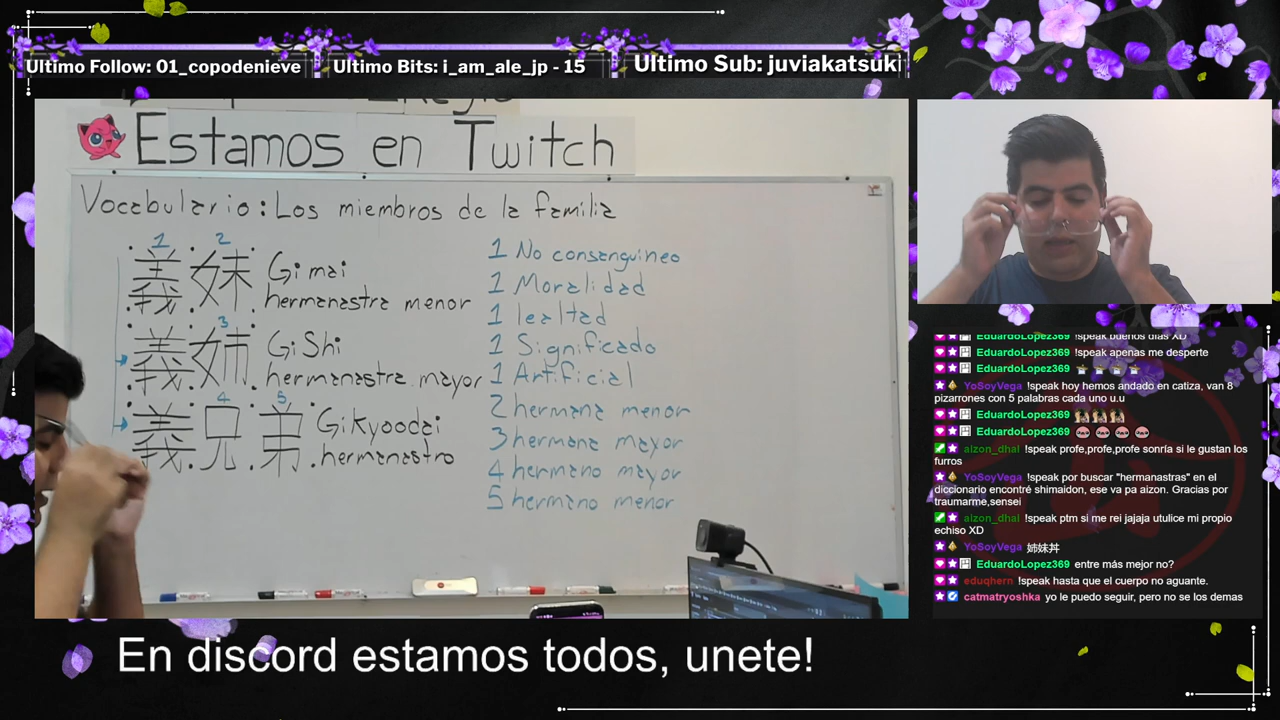 Ultimo Follow: 01_copodenieve
Ultimo Bits: i_am_ale_jp - 15
Ultimo Sub: juviakatsuki
Estamos en Twitch
Vocabulario: Los miembros de la familia
1 2
義妹 Gi mai
hermanastra menor
3
義姉 GiShi
hermanastra mayor
4 5
義兄弟 GiKyoodai
hermanastro
1 No consanguineo
1 Moralidad
1 lealtad
1 Significado
1 Artificial
2 hermana menor
3 hermana mayor
4 hermano mayor
5 hermano menor
EduardoLopez369 !speak buenos días XD
EduardoLopez369 !speak apenas me desperte
EduardoLopez369
YoSoyVega !speak hoy hemos andado en catiza, van 8
pizarrones con 5 palabras cada uno u.u
EduardoLopez369
EduardoLopez369
aizon_dhal !speak profe,profe,profe sonría si le gustan los
furros
YoSoyVega !speak por buscar "hermanastras" en el
diccionario encontré shimaidon, ese va pa aizon. Gracias por
traumarme,sensei
aizon_dhal !speak ptm si me rei jajaja utulice mi propio
echiso XD
YoSoyVega 姉妹丼
EduardoLopez369 entre más mejor no?
eduqhern !speak hasta que el cuerpo no aguante.
catmatryoshka yo le puedo seguir, pero no se los demas
En discord estamos todos, unete!